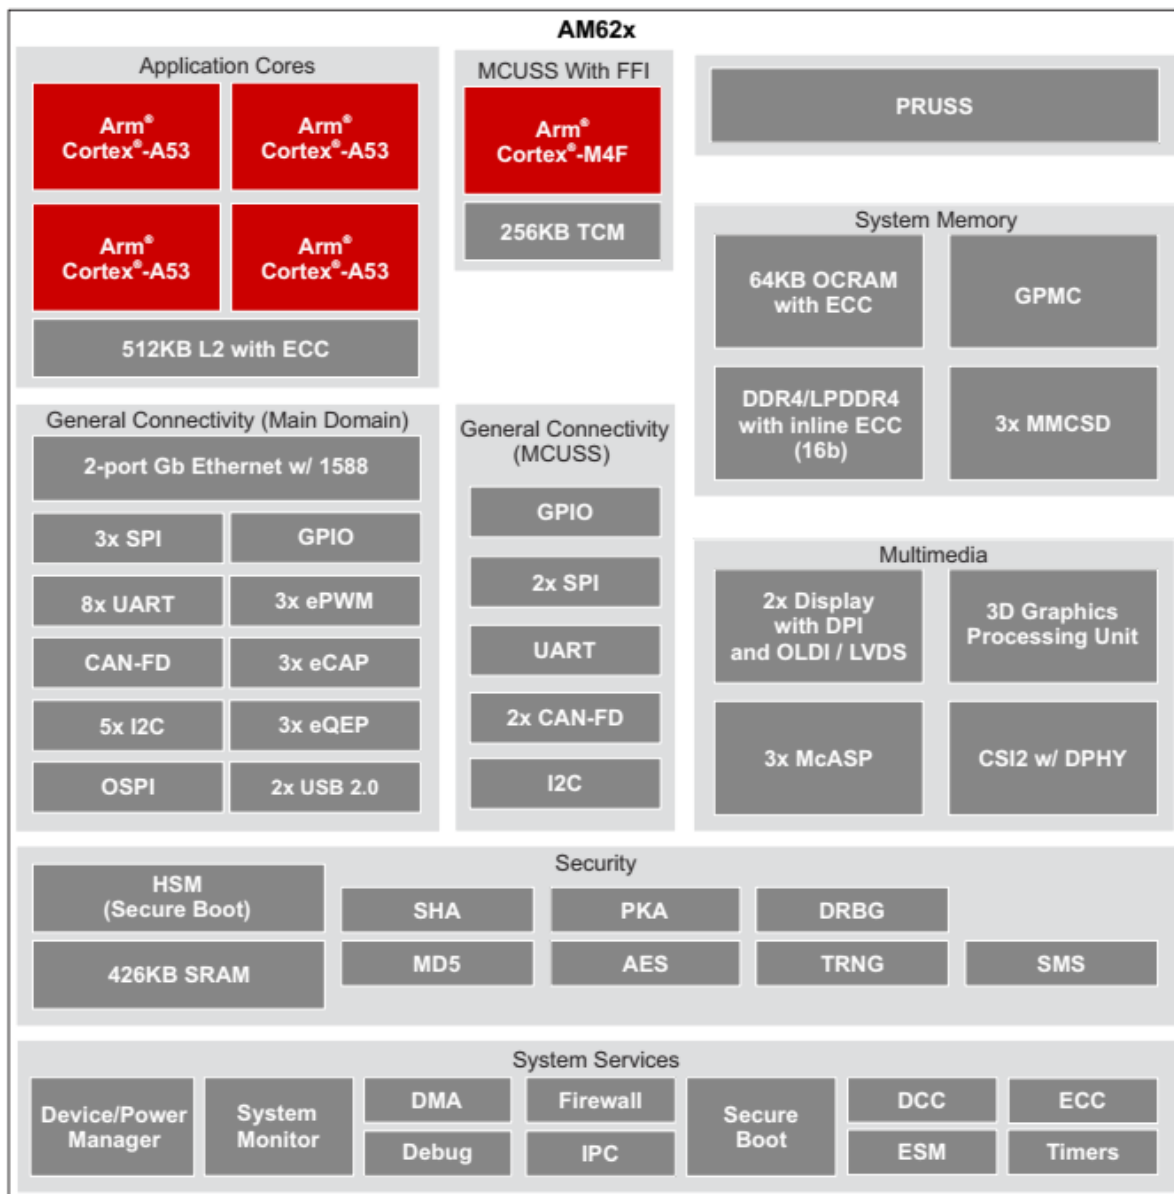 AM62x
Application Cores
Arm®
Cortex®-A53
Arm®
Cortex®-A53
Arm®
Cortex®-A53
Arm®
Cortex®-A53
512KB L2 with ECC
MCUSS With FFI
Arm®
Cortex®-M4F
256KB TCM
PRUSS
System Memory
64KB OCRAM
with ECC
GPMC
DDR4/LPDDR4
with inline ECC
(16b)
3x MMCSD
General Connectivity (Main Domain)
2-port Gb Ethernet w/ 1588
3x SPI
GPIO
8x UART
3x ePWM
CAN-FD
3x eCAP
5x I2C
3x eQEP
OSPI
2x USB 2.0
General Connectivity
(MCUSS)
GPIO
2x SPI
UART
2x CAN-FD
I2C
Multimedia
2x Display
with DPI
and OLDI / LVDS
3D Graphics
Processing Unit
3x McASP
CSI2 w/ DPHY
Security
HSM
(Secure Boot)
426KB SRAM
SHA
PKA
DRBG
MD5
AES
TRNG
SMS
System Services
Device/Power
Manager
System
Monitor
DMA
Debug
Firewall
IPC
Secure
Boot
DCC
ESM
ECC
Timers